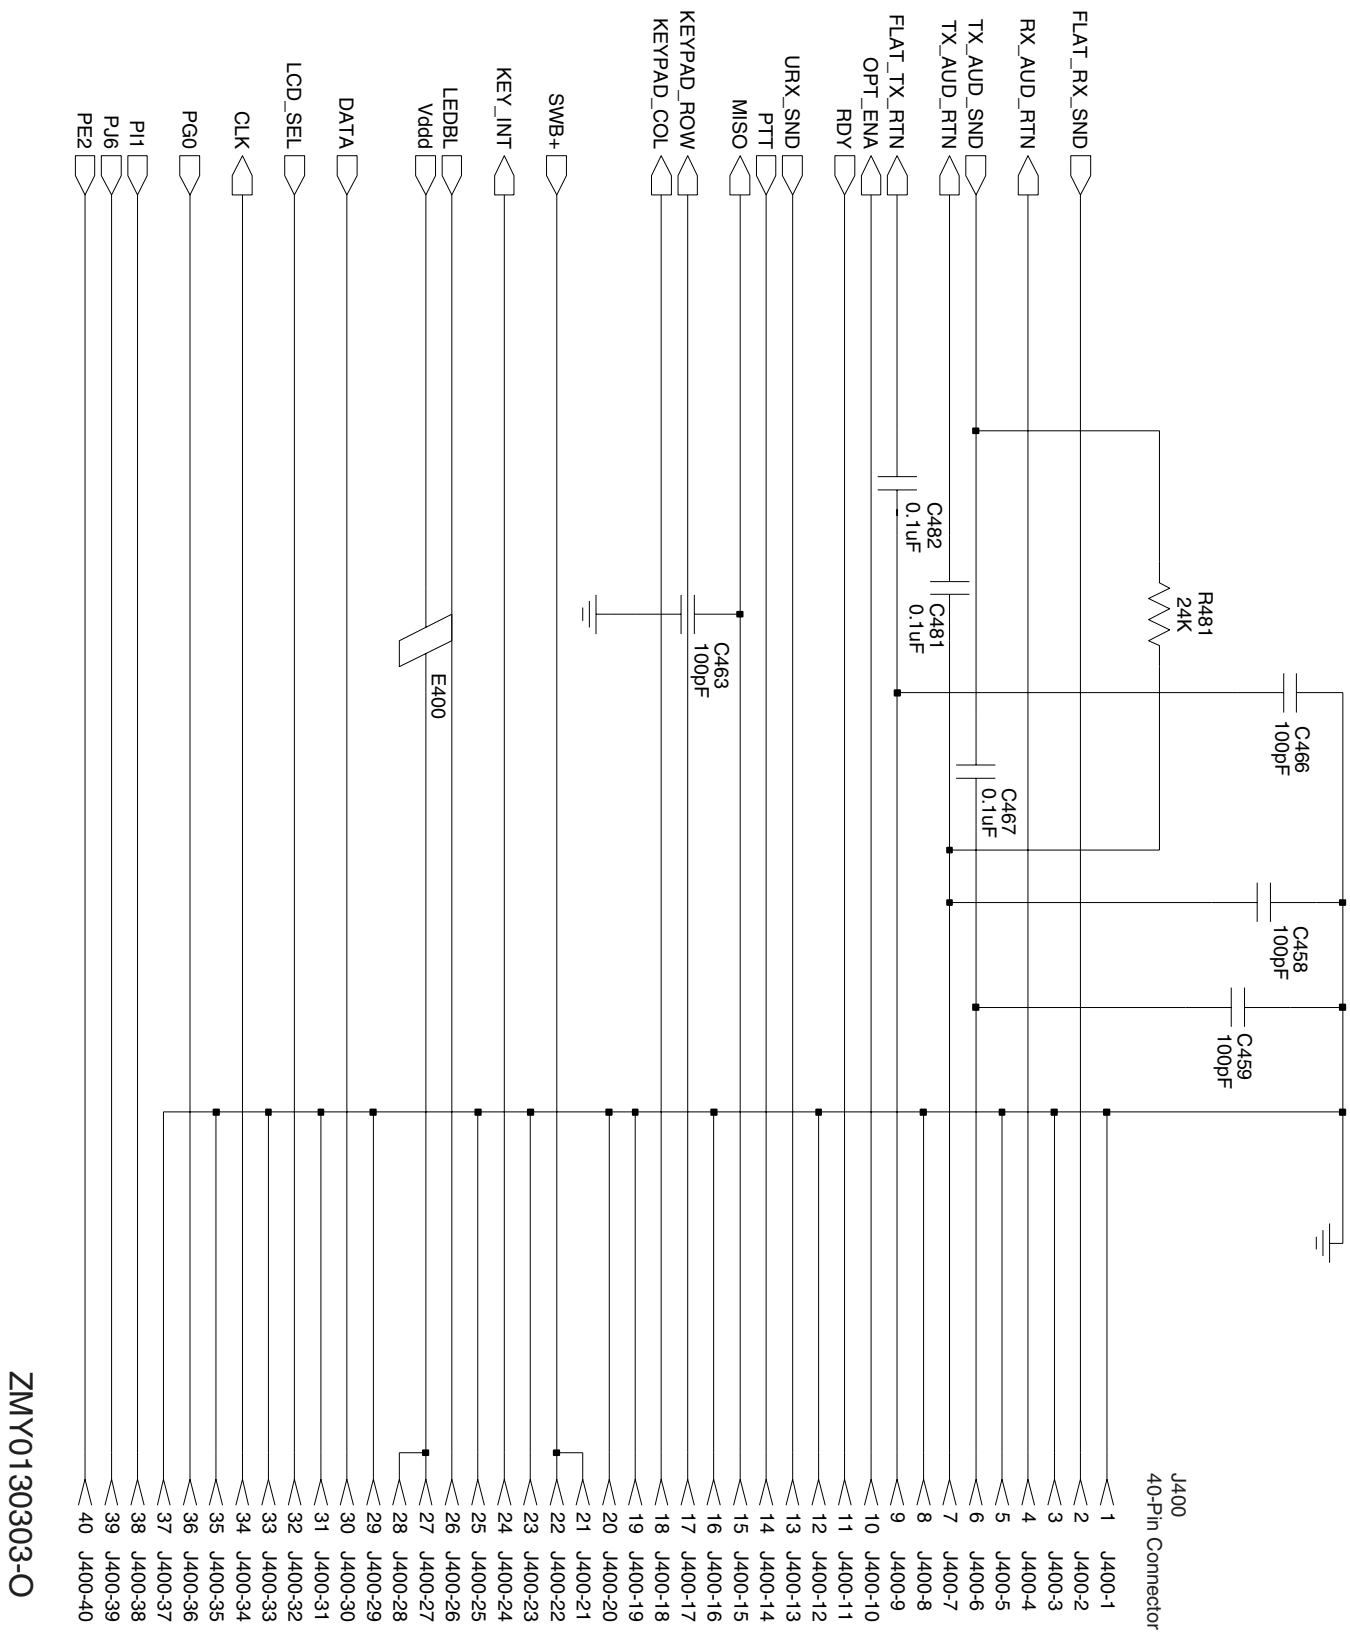 J400
40-Pin Connector
FLAT_RX_SND
RX_AUD_RTN
TX_AUD_SND
TX_AUD_RTN
FLAT_TX_RTN
OPT_ENA
RDY
URX_SND
PTT
MISO
KEYPAD_ROW
KEYPAD_COL
SWB+
KEY_INT
LEDBL
Vddd
DATA
LCD_SEL
CLK
PG0
PI1
PJ6
PE2
R481
24K
C482
0.1uF
C481
0.1uF
C467
0.1uF
C466
100pF
C458
100pF
C459
100pF
C463
100pF
E400
1 J400-1
2 J400-2
3 J400-3
4 J400-4
5 J400-5
6 J400-6
7 J400-7
8 J400-8
9 J400-9
10 J400-10
11 J400-11
12 J400-12
13 J400-13
14 J400-14
15 J400-15
16 J400-16
17 J400-17
18 J400-18
19 J400-19
20 J400-20
21 J400-21
22 J400-22
23 J400-23
24 J400-24
25 J400-25
26 J400-26
27 J400-27
28 J400-28
29 J400-29
30 J400-30
31 J400-31
32 J400-32
33 J400-33
34 J400-34
35 J400-35
36 J400-36
37 J400-37
38 J400-38
39 J400-39
40 J400-40
ZMY0130303-O